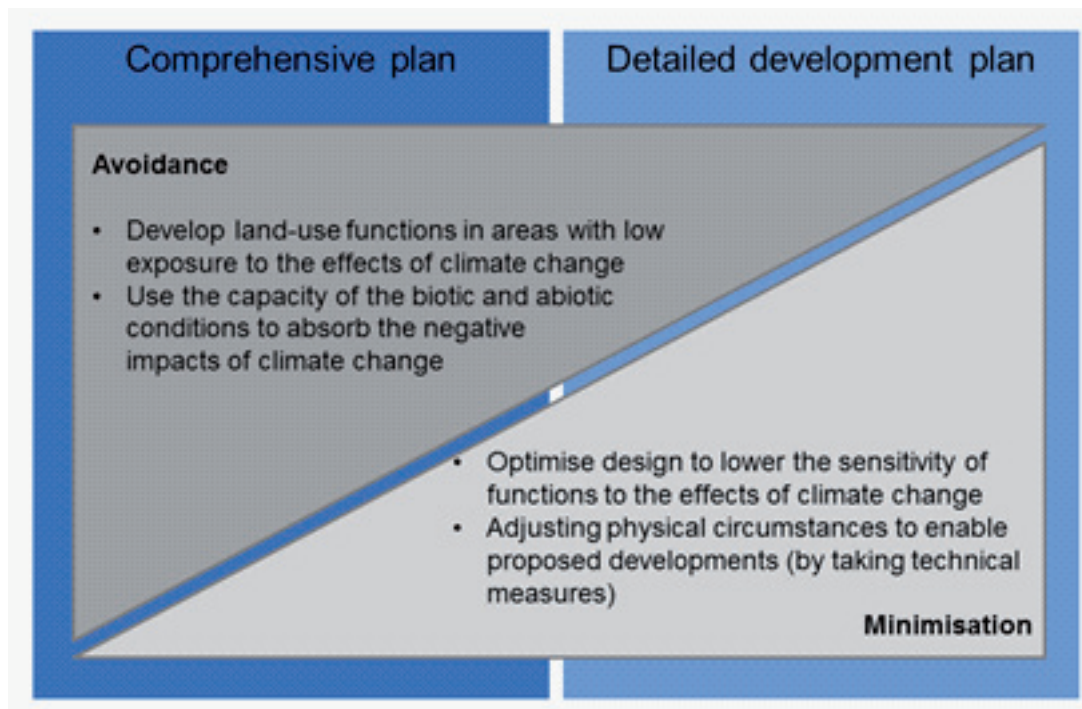 Comprehensive plan
Detailed development plan
Avoidance
• Develop land-use functions in areas with low
exposure to the effects of climate change
• Use the capacity of the biotic and abiotic
conditions to absorb the negative
impacts of climate change
• Optimise design to lower the sensitivity of
functions to the effects of climate change
• Adjusting physical circumstances to enable
proposed developments (by taking technical
measures)
Minimisation